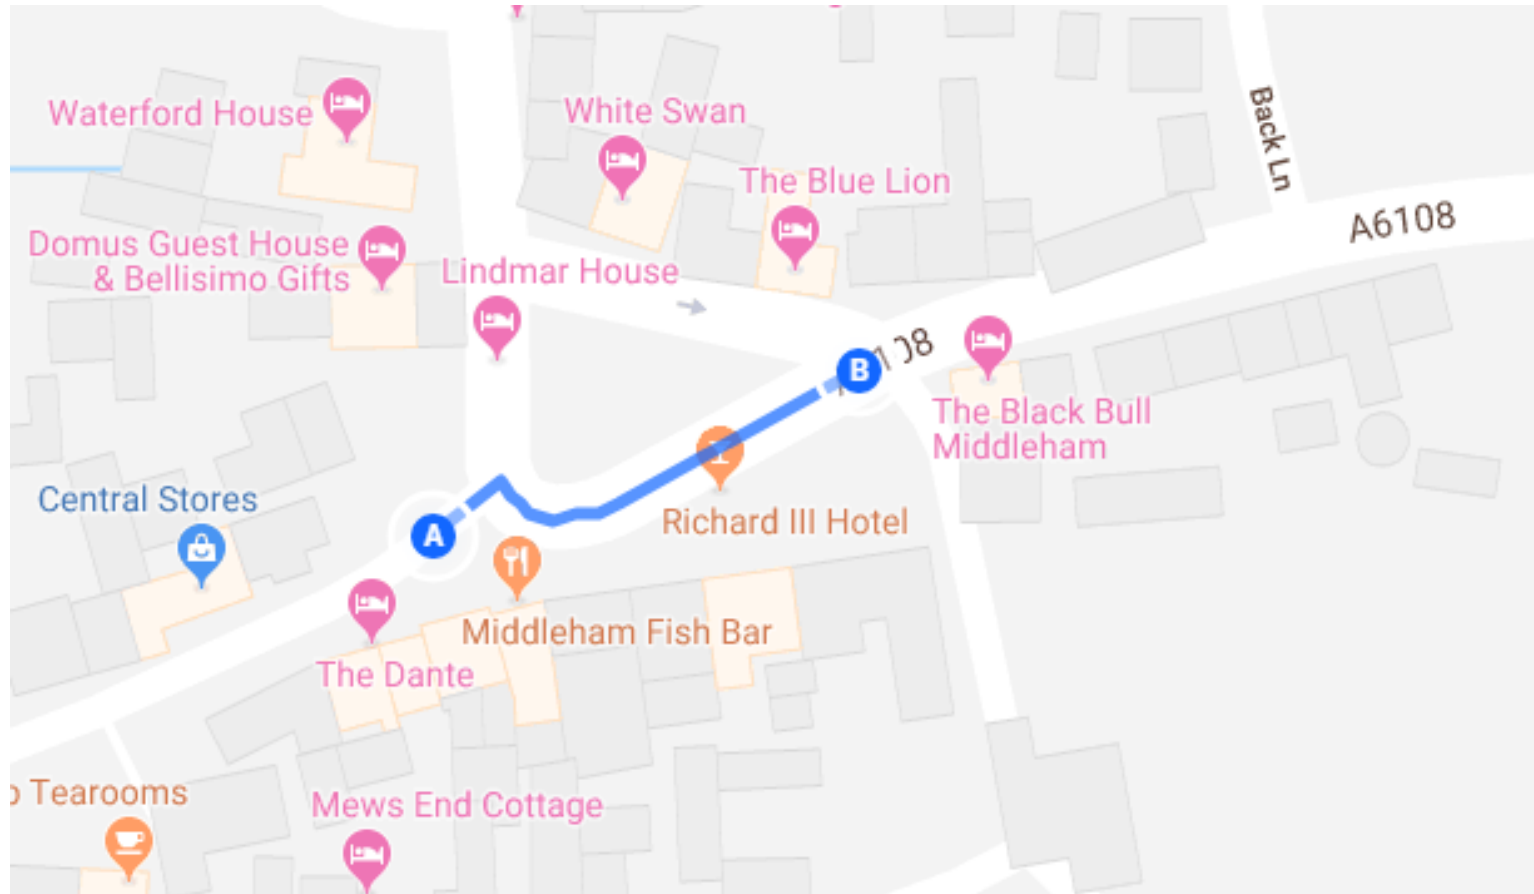 Waterford House
White Swan
Back Ln
The Blue Lion
A6108
Domus Guest House
& Bellisimo Gifts
Lindmar House
B
The Black Bull
Middleham
Central Stores
A
Richard III Hotel
Middleham Fish Bar
The Dante
Tearooms
Mews End Cottage